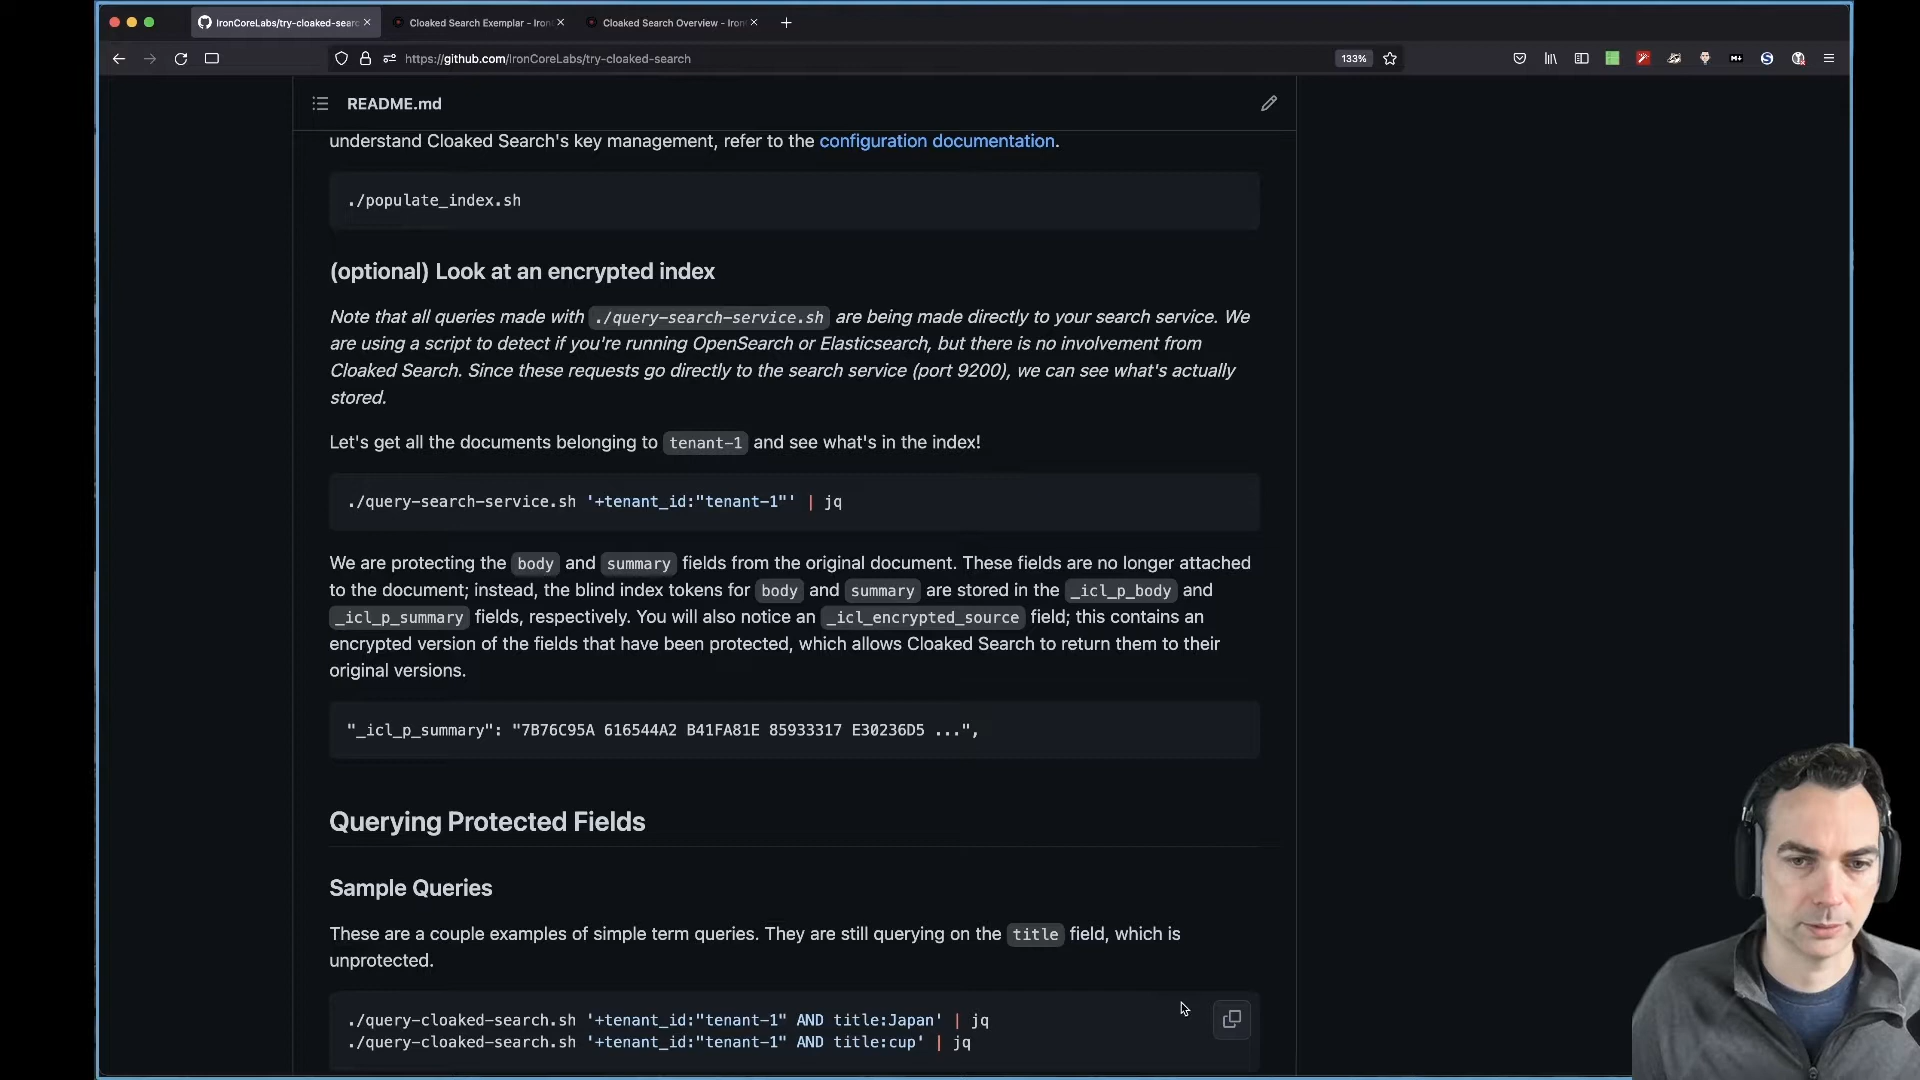 IronCoreLabs/try-cloaked-sear
Cloaked Search Exemplar - Iron
Cloaked Search Overview - Iron
https://github.com/IronCoreLabs/try-cloaked-search
133%
README.md
understand Cloaked Search's key management, refer to the configuration documentation.
./populate_index.sh
(optional) Look at an encrypted index
Note that all queries made with ./query-search-service.sh are being made directly to your search service. We
are using a script to detect if you're running OpenSearch or Elasticsearch, but there is no involvement from
Cloaked Search. Since these requests go directly to the search service (port 9200), we can see what's actually
stored.
Let's get all the documents belonging to tenant-1 and see what's in the index!
./query-search-service.sh '+tenant_id:"tenant-1"' | jq
We are protecting the body and summary fields from the original document. These fields are no longer attached
to the document; instead, the blind index tokens for body and summary are stored in the _icl_p_body and
_icl_p_summary fields, respectively. You will also notice an _icl_encrypted_source field; this contains an
encrypted version of the fields that have been protected, which allows Cloaked Search to return them to their
original versions.
"_icl_p_summary": "7B76C95A 616544A2 B41FA81E 85933317 E30236D5 ...",
Querying Protected Fields
Sample Queries
These are a couple examples of simple term queries. They are still querying on the title field, which is
unprotected.
./query-cloaked-search.sh '+tenant_id:"tenant-1" AND title:Japan' | jq
./query-cloaked-search.sh '+tenant_id:"tenant-1" AND title:cup' | jq